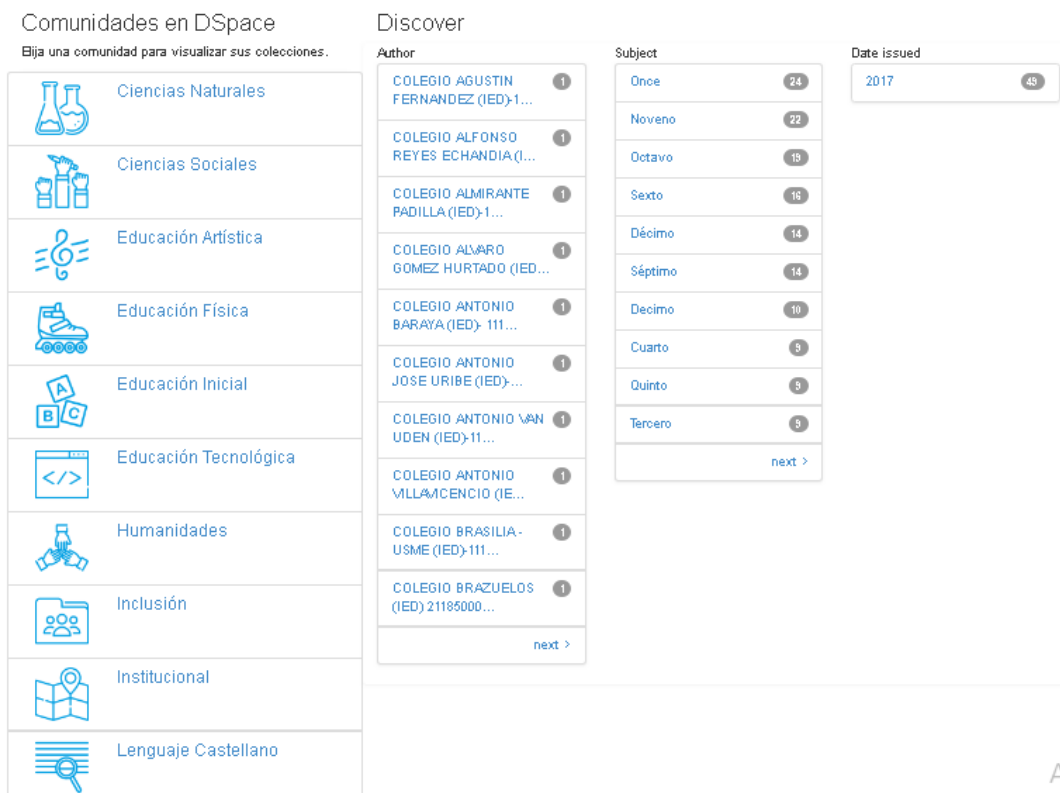 Comunidades en DSpace
Elija una comunidad para visualizar sus colecciones.
Ciencias Naturales
Ciencias Sociales
Educación Artística
Educación Física
A
B C
Educación Inicial
</>
Educación Tecnológica
Humanidades
Inclusión
Institucional
Lenguaje Castellano
Discover
Author
COLEGIO AGUSTIN 1
FERNANDEZ (IED)-1...
COLEGIO ALFONSO 1
REYES ECHANDIA (I...
COLEGIO ALMIRANTE 1
PADILLA (IED)-1...
COLEGIO ALVARO 1
GOMEZ HURTADO (IED...
COLEGIO ANTONIO 1
BARAYA (IED)- 111...
COLEGIO ANTONIO 1
JOSE URIBE (IED)-...
COLEGIO ANTONIO VAN 1
UDEN (IED)-11...
COLEGIO ANTONIO 1
VILLAVICENCIO (IE...
COLEGIO BRASILIA - 1
USME (IED)-111...
COLEGIO BRAZUELOS 1
(IED) 21185000...
next >
Subject
Once 24
Noveno 22
Octavo 19
Sexto 16
Décimo 14
Séptimo 14
Decimo 10
Cuarto 9
Quinto 9
Tercero 9
next >
Date issued
2017 49
A